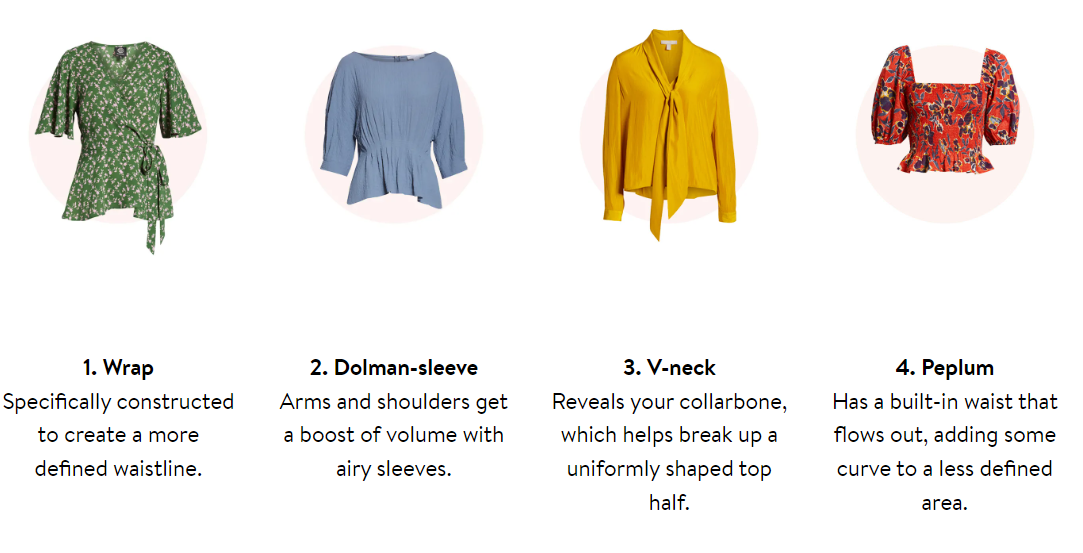 1. Wrap
Specifically constructed
to create a more
defined waistline.
2. Dolman-sleeve
Arms and shoulders get
a boost of volume with
airy sleeves.
3. V-neck
Reveals your collarbone,
which helps break up a
uniformly shaped top
half.
4. Peplum
Has a built-in waist that
flows out, adding some
curve to a less defined
area.